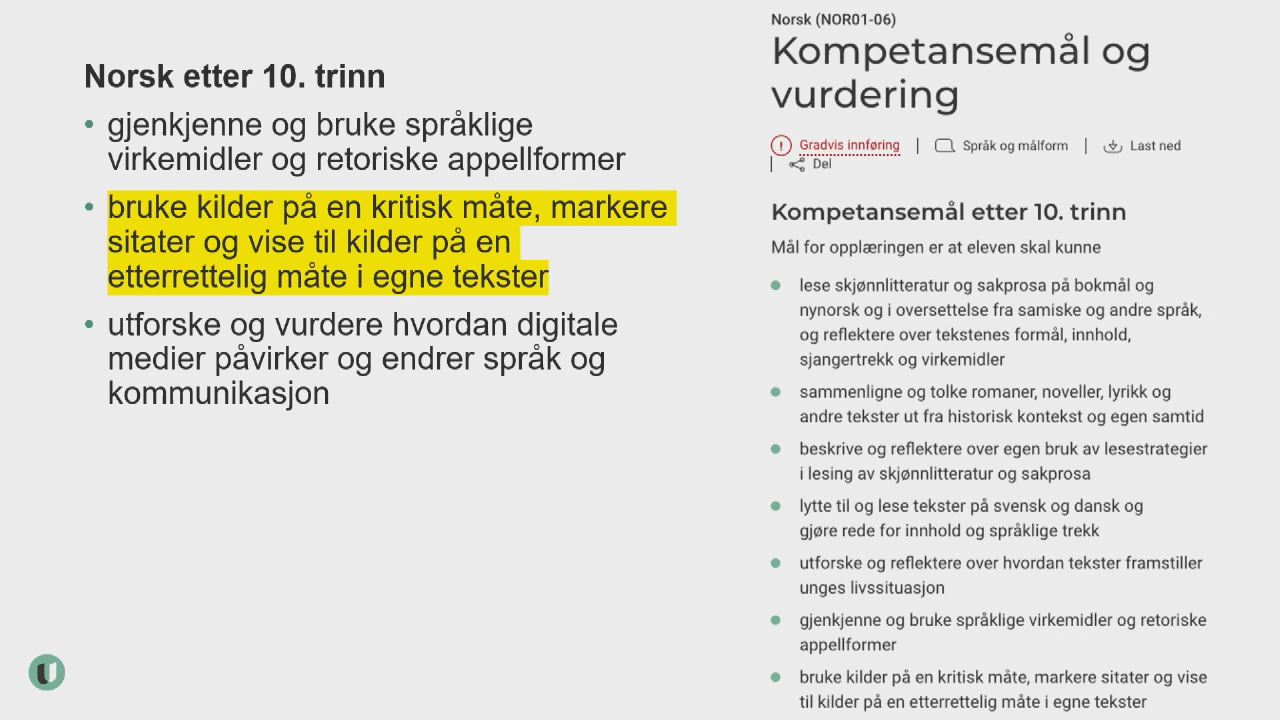 Norsk etter 10. trinn
• gjenkjenne og bruke språklige
virkemidler og retoriske appellformer
• bruke kilder på en kritisk måte, markere
sitater og vise til kilder på en
etterrettelig måte i egne tekster
• utforske og vurdere hvordan digitale
medier påvirker og endrer språk og
kommunikasjon
Norsk (NOR01-06)
Kompetansemål og
vurdering
Gradvis innføring | Språk og målform | Last ned
| Del
Kompetansemål etter 10. trinn
Mål for opplæringen er at eleven skal kunne
• lese skjønnlitteratur og sakprosa på bokmål og
nynorsk og i oversettelse fra samiske og andre språk,
og reflektere over tekstenes formål, innhold,
sjangertrekk og virkemidler
• sammenligne og tolke romaner, noveller, lyrikk og
andre tekster ut fra historisk kontekst og egen samtid
• beskrive og reflektere over egen bruk av lesestrategier
i lesing av skjønnlitteratur og sakprosa
• lytte til og lese tekster på svensk og dansk og
gjøre rede for innhold og språklige trekk
• utforske og reflektere over hvordan tekster framstiller
unges livssituasjon
• gjenkjenne og bruke språklige virkemidler og retoriske
appellformer
• bruke kilder på en kritisk måte, markere sitater og vise
til kilder på en etterrettelig måte i egne tekster